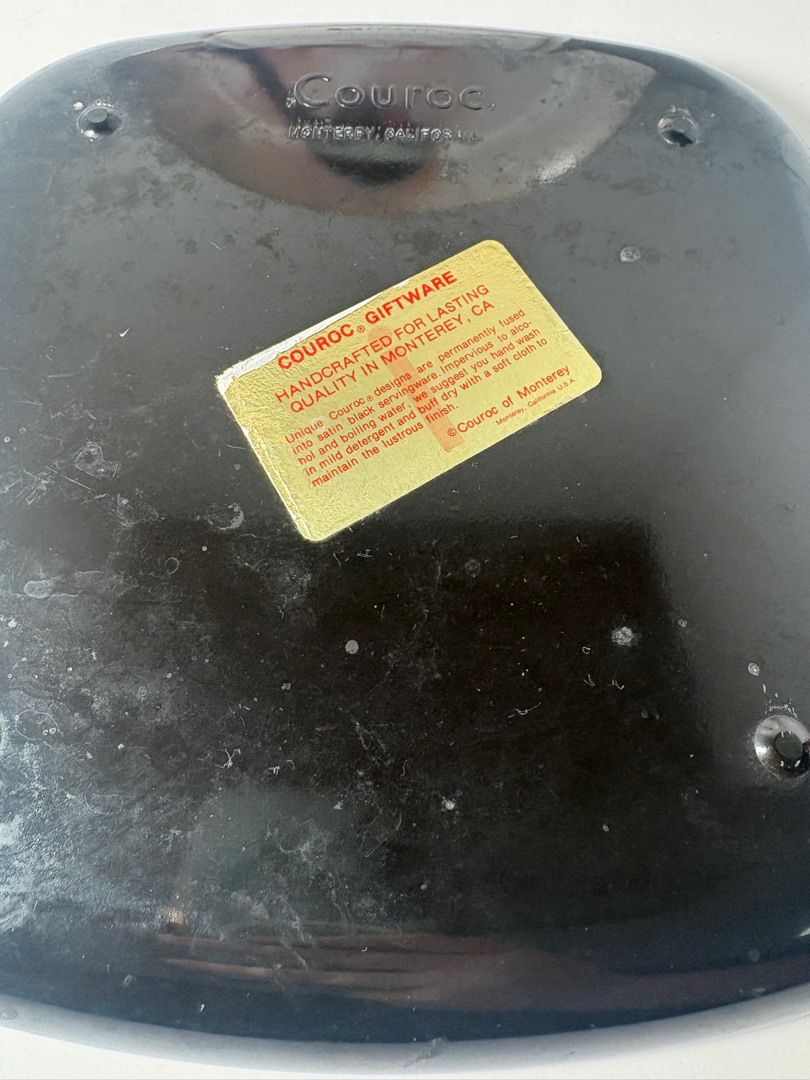 Couroc
MONTEREY, CALIFORNIA
COUROC® GIFTWARE
HANDCRAFTED FOR LASTING
QUALITY IN MONTEREY, CA
Unique Couroc® designs are permanently fused
into satin black servingware. Impervious to alco-
hol and boiling water, we suggest you hand wash
in mild detergent and buff dry with a soft cloth to
maintain the lustrous finish.
©Couroc of Monterey
Monterey, California U.S.A.